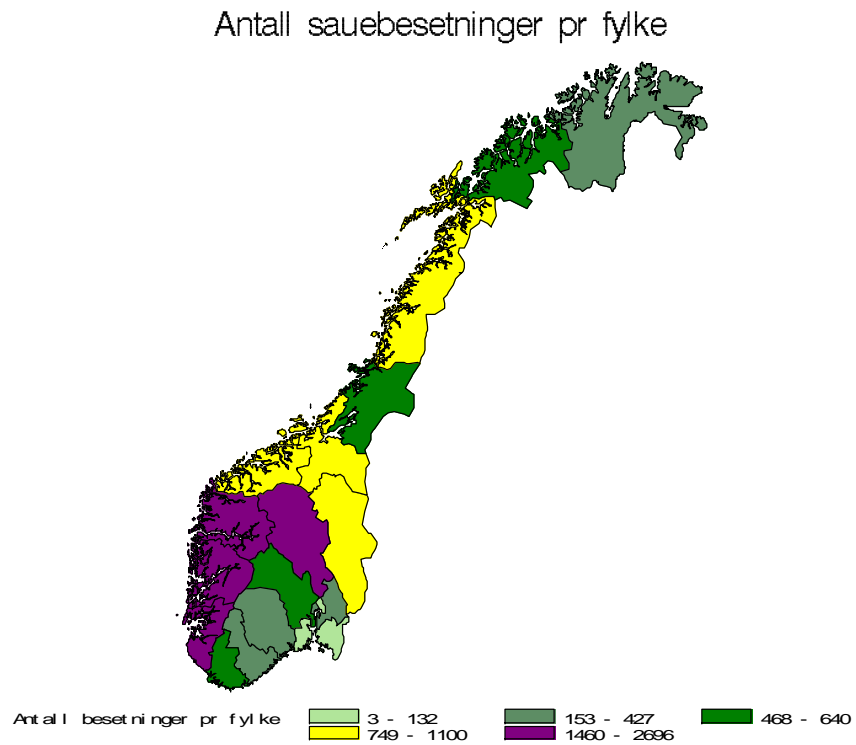 Antall sauebesetninger pr fylke
Antall besetninger pr fylke 3 - 132 153 - 427 468 - 640
749 - 1100 1460 - 2696